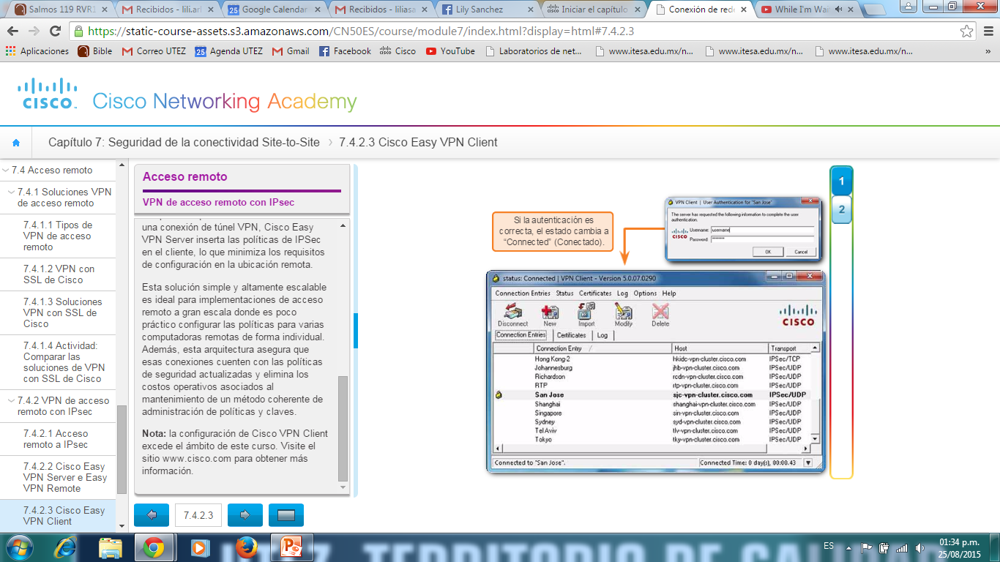 Salmos 119 RVR1
Recibidos - lili.arl
Google Calendar
Recibidos - liliasa
Lily Sanchez
Iniciar el capítulo
Conexión de rede
While I'm Wai
https://static-course-assets.s3.amazonaws.com/CN50ES/course/module7/index.html?display=html#7.4.2.3
Aplicaciones
Bible
Correo UTEZ
25 Agenda UTEZ
Gmail
Facebook
Cisco
YouTube
Laboratorios de net...
www.itesa.edu.mx/n...
www.itesa.edu.mx/n...
www.itesa.edu.mx/n...
»
CISCO
Cisco Networking Academy
Capítulo 7: Seguridad de la conectividad Site-to-Site
7.4.2.3 Cisco Easy VPN Client
7.4 Acceso remoto
7.4.1 Soluciones VPN
de acceso remoto
7.4.1.1 Tipos de
VPN de acceso
remoto
7.4.1.2 VPN con
SSL de Cisco
7.4.1.3 Soluciones
VPN con SSL de
Cisco
7.4.1.4 Actividad:
Comparar las
soluciones de VPN
con SSL de Cisco
7.4.2 VPN de acceso
remoto con IPsec
7.4.2.1 Acceso
remoto a IPsec
7.4.2.2 Cisco Easy
VPN Server e Easy
VPN Remote
7.4.2.3 Cisco Easy
VPN Client
Acceso remoto
VPN de acceso remoto con IPsec
una conexión de túnel VPN, Cisco Easy
VPN Server inserta las políticas de IPSec
en el cliente, lo que minimiza los requisitos
de configuración en la ubicación remota.
Esta solución simple y altamente escalable
es ideal para implementaciones de acceso
remoto a gran escala donde es poco
práctico configurar las políticas para varias
computadoras remotas de forma individual.
Además, esta arquitectura asegura que
esas conexiones cuenten con las políticas
de seguridad actualizadas y elimina los
costos operativos asociados al
mantenimiento de un método coherente de
administración de políticas y claves.
Nota: la configuración de Cisco VPN Client
excede el ámbito de este curso. Visite el
sitio www.cisco.com para obtener más
información.
7.4.2.3
Si la autenticación es
correcta, el estado cambia a
“Connected” (Conectado).
VPN Client | User Authentication for "San Jose"
The server has requested the following information to complete the user
authentication.
CISCO
Username: username
Password: ********
OK
Cancel
1
2
status: Connected | VPN Client - Version 5.0.07.0290
Connection Entries Status Certificates Log Options Help
Disconnect New Import Modify Delete
CISCO
Connection Entries Certificates Log
Connection Entry / Host Transport
Hong Kong-2 hkidc-vpn-cluster.cisco.com IPSec/TCP
Johannesburg jhb-vpn-cluster.cisco.com IPSec/UDP
Richardson rcdn-vpn-cluster.cisco.com IPSec/UDP
RTP rtp-vpn-cluster.cisco.com IPSec/UDP
San Jose sjc-vpn-cluster.cisco.com IPSec/UDP
Shanghai shanghai-vpn-cluster.cisco.com IPSec/UDP
Singapore sin-vpn-cluster.cisco.com IPSec/UDP
Sydney syd-vpn-cluster.cisco.com IPSec/UDP
Tel Aviv tlv-vpn-cluster.cisco.com IPSec/UDP
Tokyo tky-vpn-cluster.cisco.com IPSec/UDP
Connected to "San Jose".
Connected Time: 0 day(s), 00:00.43
UTEZ, TERRITORIO DE CALIDAD
ES
01:34 p.m.
25/08/2015